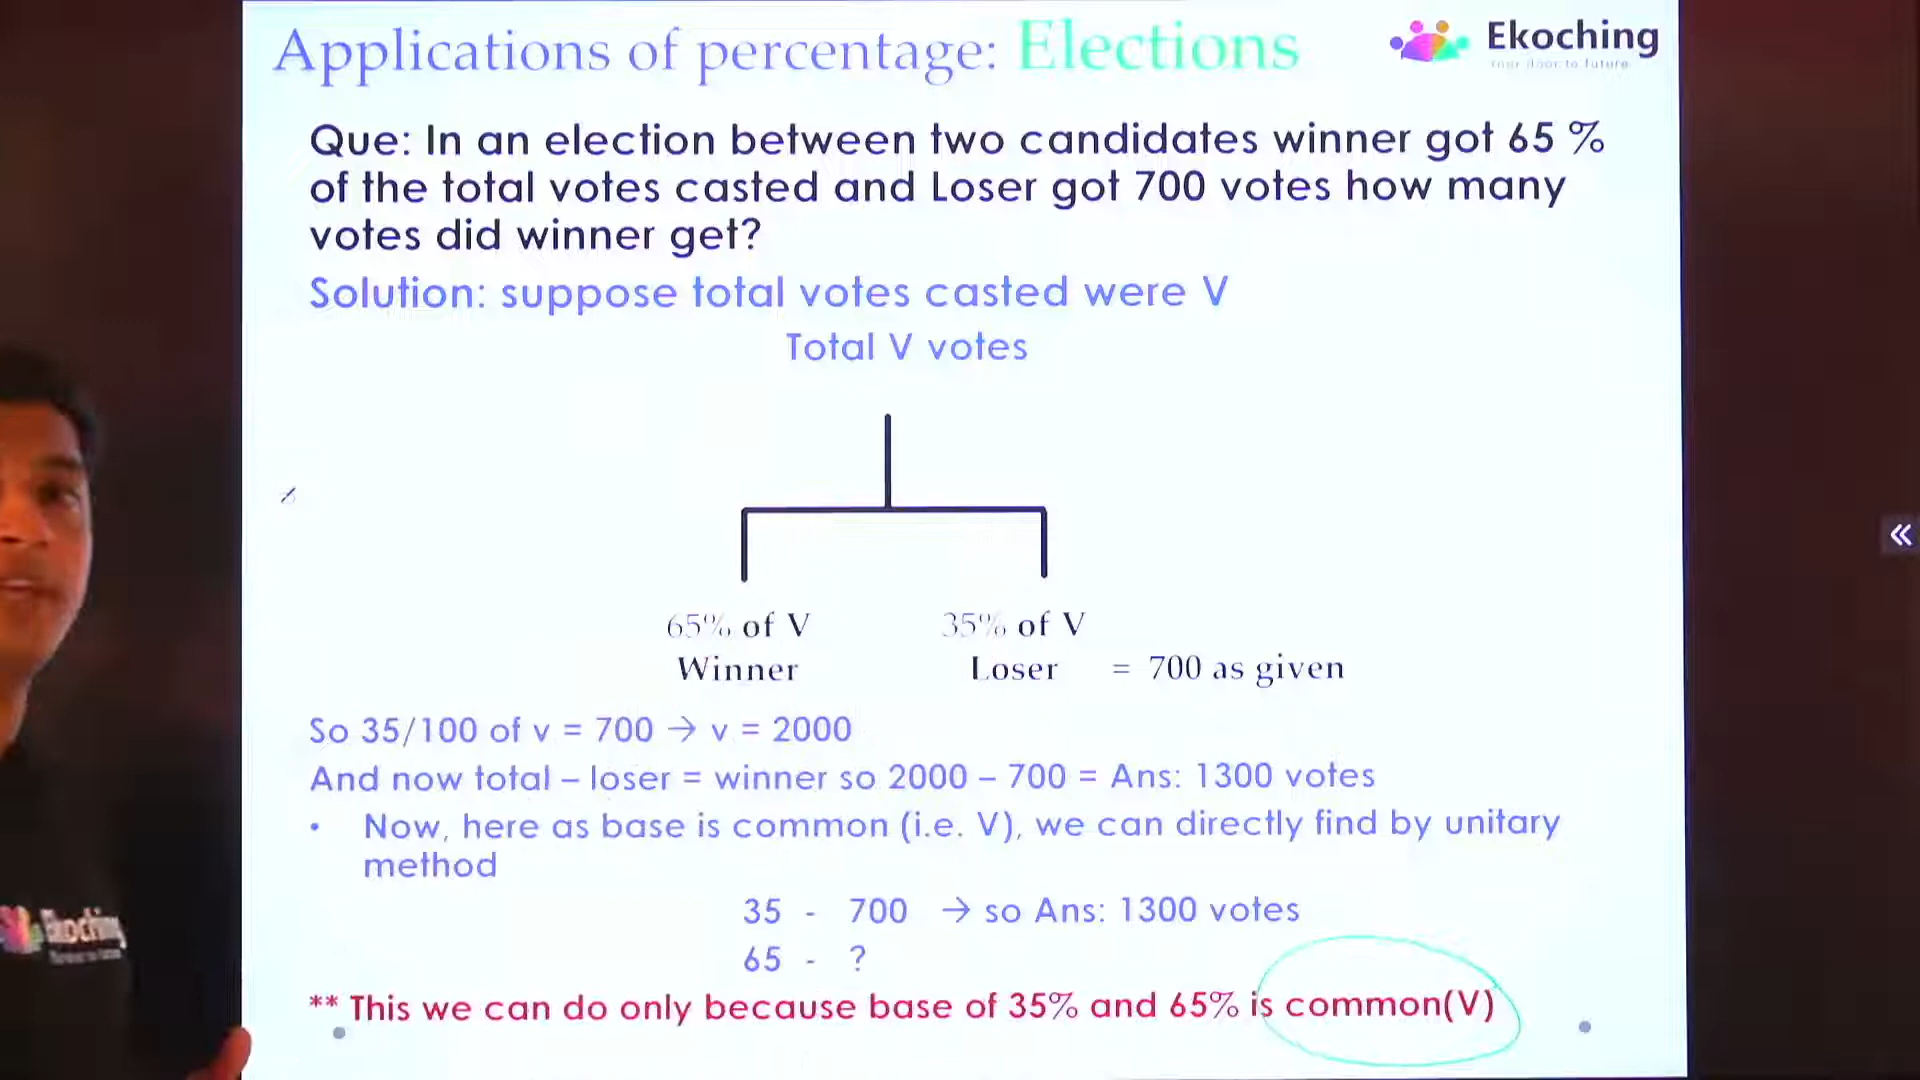 Applications of percentage: Elections
Ekoching
Your door to future
Que: In an election between two candidates winner got 65 %
of the total votes casted and Loser got 700 votes how many
votes did winner get?
Solution: suppose total votes casted were V
Total V votes
65% of V
Winner
35% of V
Loser = 700 as given
So 35/100 of v = 700 → v = 2000
And now total – loser = winner so 2000 – 700 = Ans: 1300 votes
• Now, here as base is common (i.e. V), we can directly find by unitary
method
35 - 700 → so Ans: 1300 votes
65 - ?
** This we can do only because base of 35% and 65% is common(V)
Ekoching